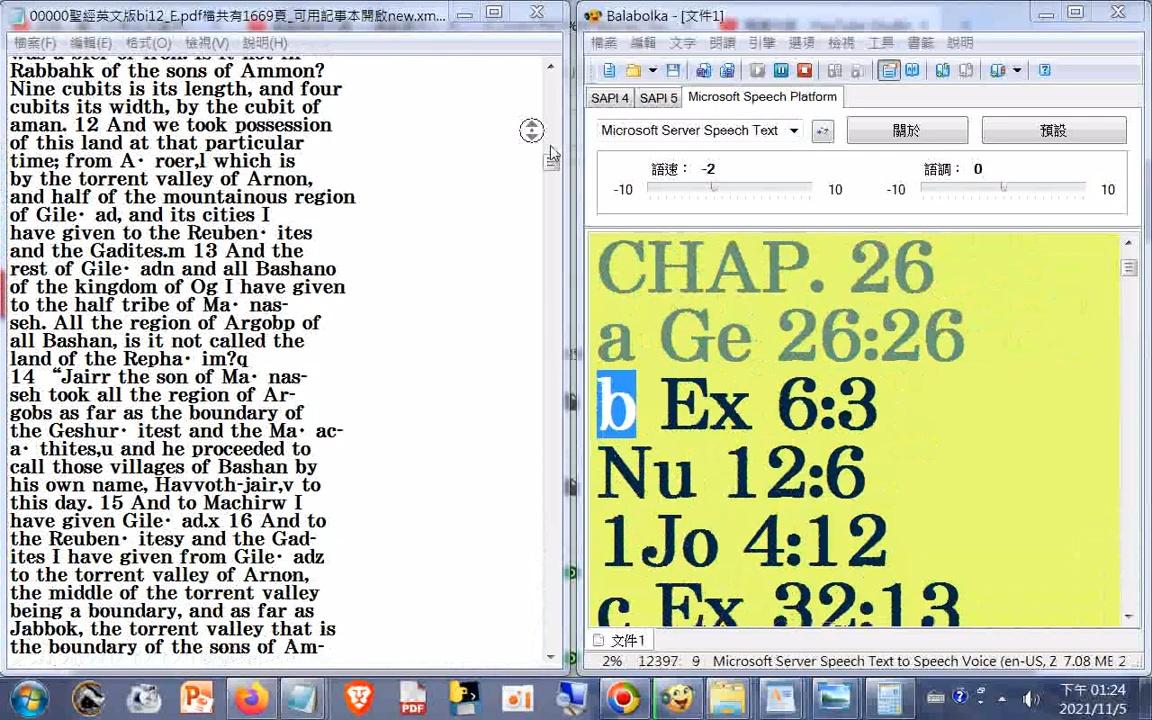 00000聖經英文版bi12_E.pdf檔共有1669頁_可用記事本開啟new.xm...
檔案(F) 編輯(E) 格式(O) 檢視(V) 說明(H)
Rabbahk of the sons of Ammon?
Nine cubits is its length, and four
cubits its width, by the cubit of
aman. 12 And we took possession
of this land at that particular
time; from A· roer,l which is
by the torrent valley of Arnon,
and half of the mountainous region
of Gile· ad, and its cities I
have given to the Reuben· ites
and the Gadites.m 13 And the
rest of Gile· adn and all Bashano
of the kingdom of Og I have given
to the half tribe of Ma· nas-
seh. All the region of Argobp of
all Bashan, is it not called the
land of the Repha· im?q
14 “Jairr the son of Ma· nas-
seh took all the region of Ar-
gobs as far as the boundary of
the Geshur· itest and the Ma· ac-
a· thites,u and he proceeded to
call those villages of Bashan by
his own name, Havvoth-jair,v to
this day. 15 And to Machirw I
have given Gile· ad.x 16 And to
the Reuben· itesy and the Gad-
ites I have given from Gile· adz
to the torrent valley of Arnon,
the middle of the torrent valley
being a boundary, and as far as
Jabbok, the torrent valley that is
the boundary of the sons of Am-
Balabolka - [文件1]
檔案 編輯 文字 朗讀 引擎 選項 檢視 工具 書籤 說明
SAPI 4 SAPI 5 Microsoft Speech Platform
Microsoft Server Speech Text 關於 預設
語速: -2 語調: 0
-10 10 -10 10
CHAP. 26
a Ge 26:26
b Ex 6:3
Nu 12:6
1Jo 4:12
c Ex 32:13
文件1
2% 12397: 9 Microsoft Server Speech Text to Speech Voice (en-US, Z 7.08 ME 2
下午 01:24
2021/11/5